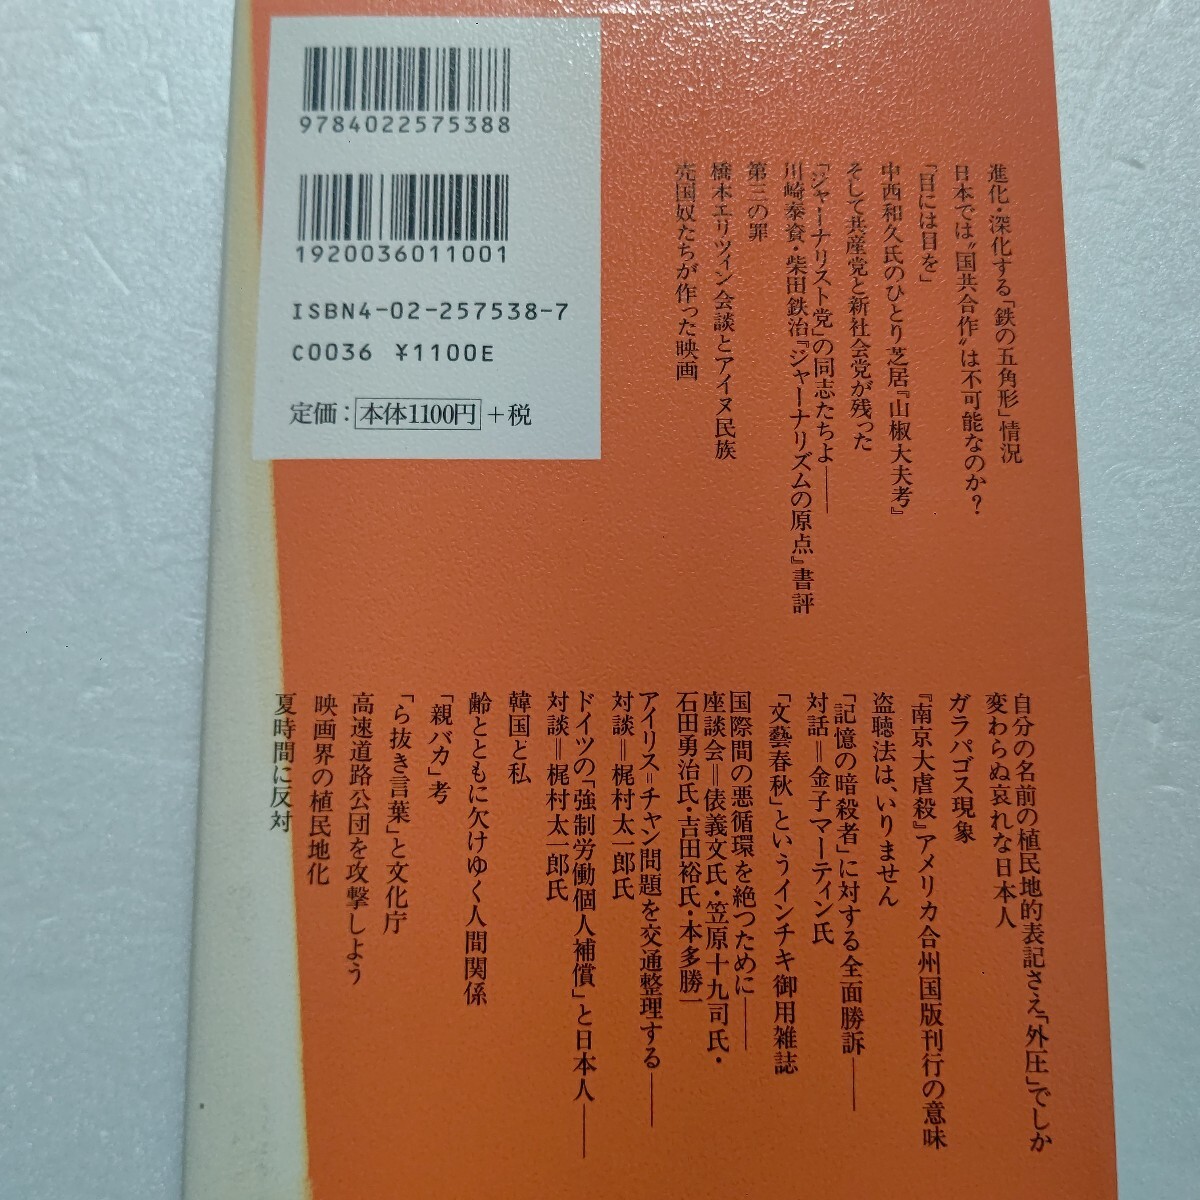 9784022575388
1920036011001
ISBN4-02-257538-7
C0036 ¥1100E
定価：本体1100円+税
進化・深化する「鉄の五角形」情況
日本では〝国共合作〟は不可能なのか？
「目には目を」
中西和久氏のひとり芝居『山椒大夫考』
そして共産党と新社会党が残った
「ジャーナリスト党」の同志たちよ――
川崎泰資・柴田鉄治『ジャーナリズムの原点』書評
第三の罪
橋本エリツィン会談とアイヌ民族
売国奴たちが作った映画
自分の名前の植民地的表記さえ「外圧」でしか
変わらぬ哀れな日本人
ガラパゴス現象
『南京大虐殺』アメリカ合州国版刊行の意味
盗聴法は、いりません
「記憶の暗殺者」に対する全面勝訴――
対話＝金子マーティン氏
「文藝春秋」というインチキ御用雑誌
国際間の悪循環を絶つために――
座談会＝俵義文氏・笠原十九司氏・
石田勇治氏・吉田裕氏・本多勝一
アイリス＝チャン問題を交通整理する――
対談＝梶村太一郎氏
ドイツの「強制労働個人補償」と日本人――
対談＝梶村太一郎氏
韓国と私
齢とともに欠けゆく人間関係
「親バカ」考
「ら抜き言葉」と文化庁
高速道路公団を攻撃しよう
映画界の植民地化
夏時間に反対